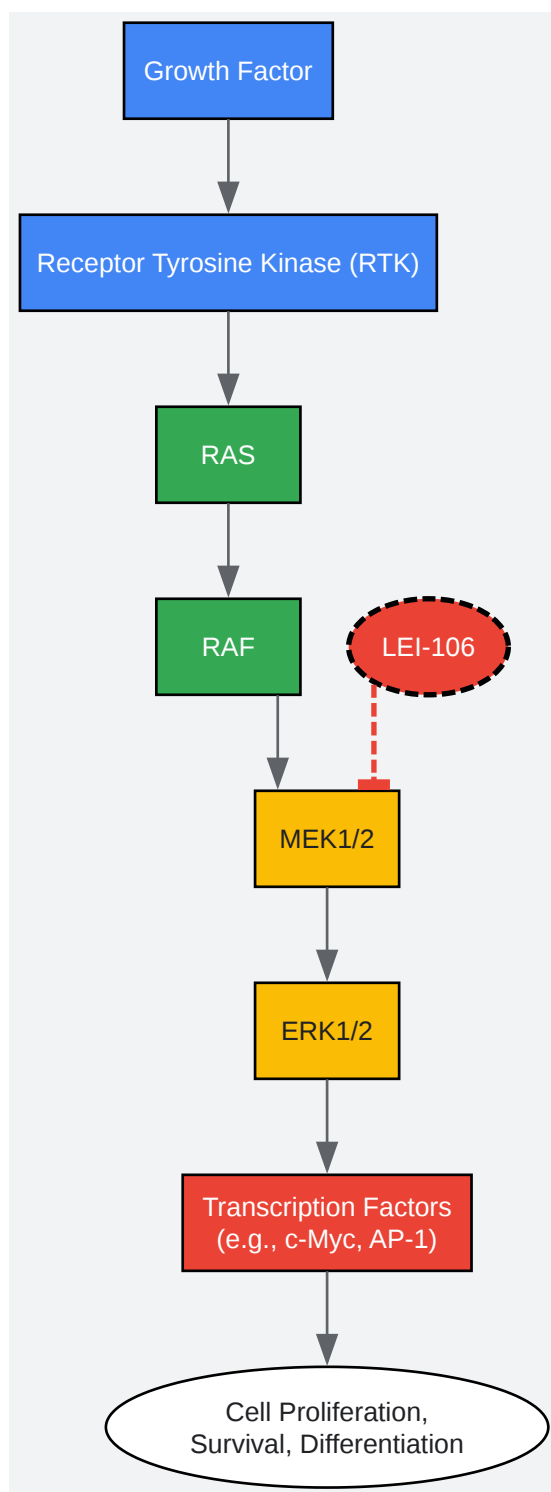 Growth Factor
Receptor Tyrosine Kinase (RTK)
RAS
RAF
LEI-106
MEK1/2
ERK1/2
Transcription Factors
(e.g., c-Myc, AP-1)
Cell Proliferation,
Survival, Differentiation